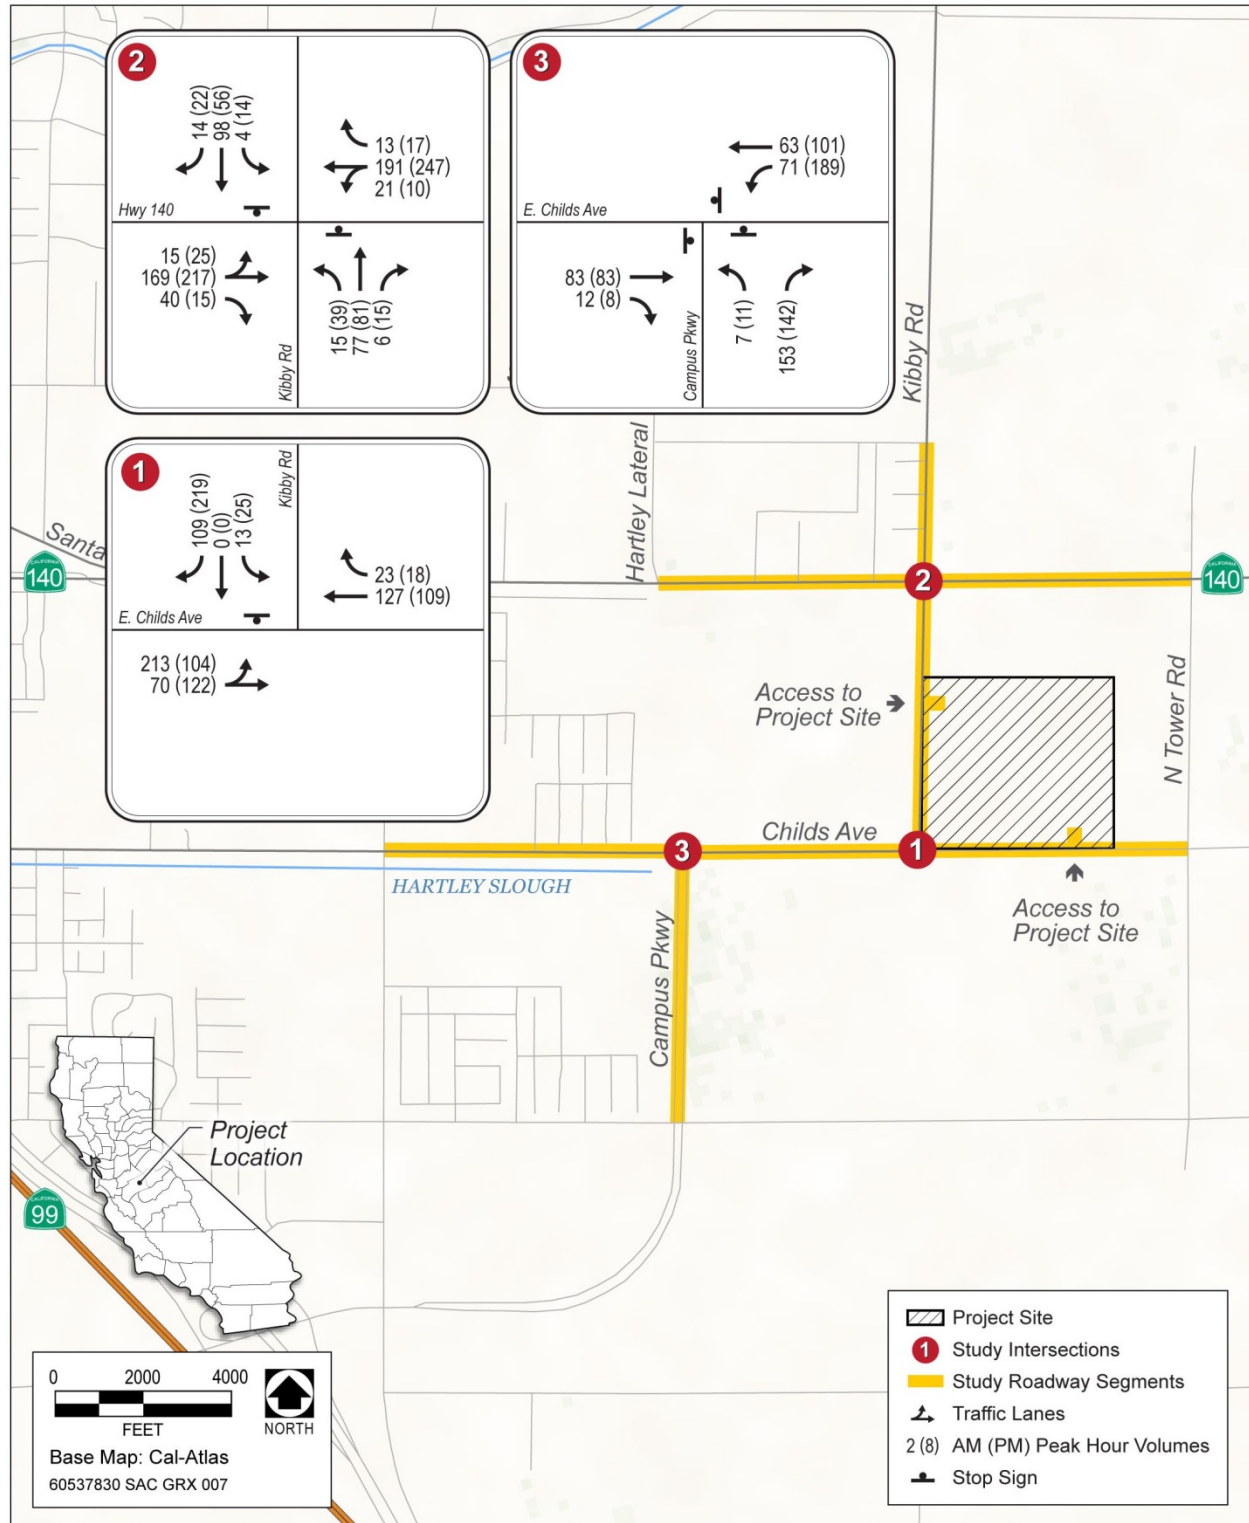 2
14 (22)
98 (56)
4 (14)
13 (17)
191 (247)
21 (10)
Hwy 140
15 (25)
169 (217)
40 (15)
Kibby Rd
15 (39)
77 (81)
6 (15)
3
63 (101)
71 (189)
E. Childs Ave
83 (83)
12 (8)
Campus Pkwy
7 (11)
153 (142)
1
109 (219)
0 (0)
13 (25)
Kibby Rd
23 (18)
127 (109)
E. Childs Ave
213 (104)
70 (122)
Kibby Rd
Hartley Lateral
Santa
CALIFORNIA
140
2
CALIFORNIA
140
Access to
Project Site
N Tower Rd
Childs Ave
3
1
HARTLEY SLOUGH
Access to
Project Site
Campus Pkwy
Project
Location
CALIFORNIA
99
0 2000 4000
FEET
NORTH
Base Map: Cal-Atlas
60537830 SAC GRX 007
Project Site
1 Study Intersections
Study Roadway Segments
Traffic Lanes
2 (8) AM (PM) Peak Hour Volumes
Stop Sign